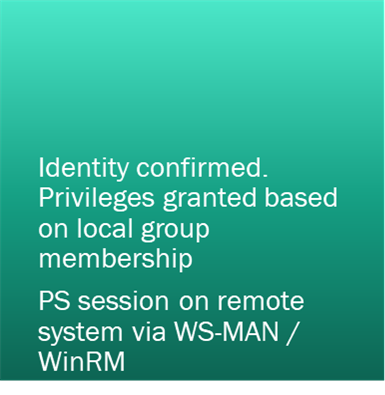 Identity confirmed.
Privileges granted based
on local group
membership
PS session on remote
system via WS-MAN /
WinRM